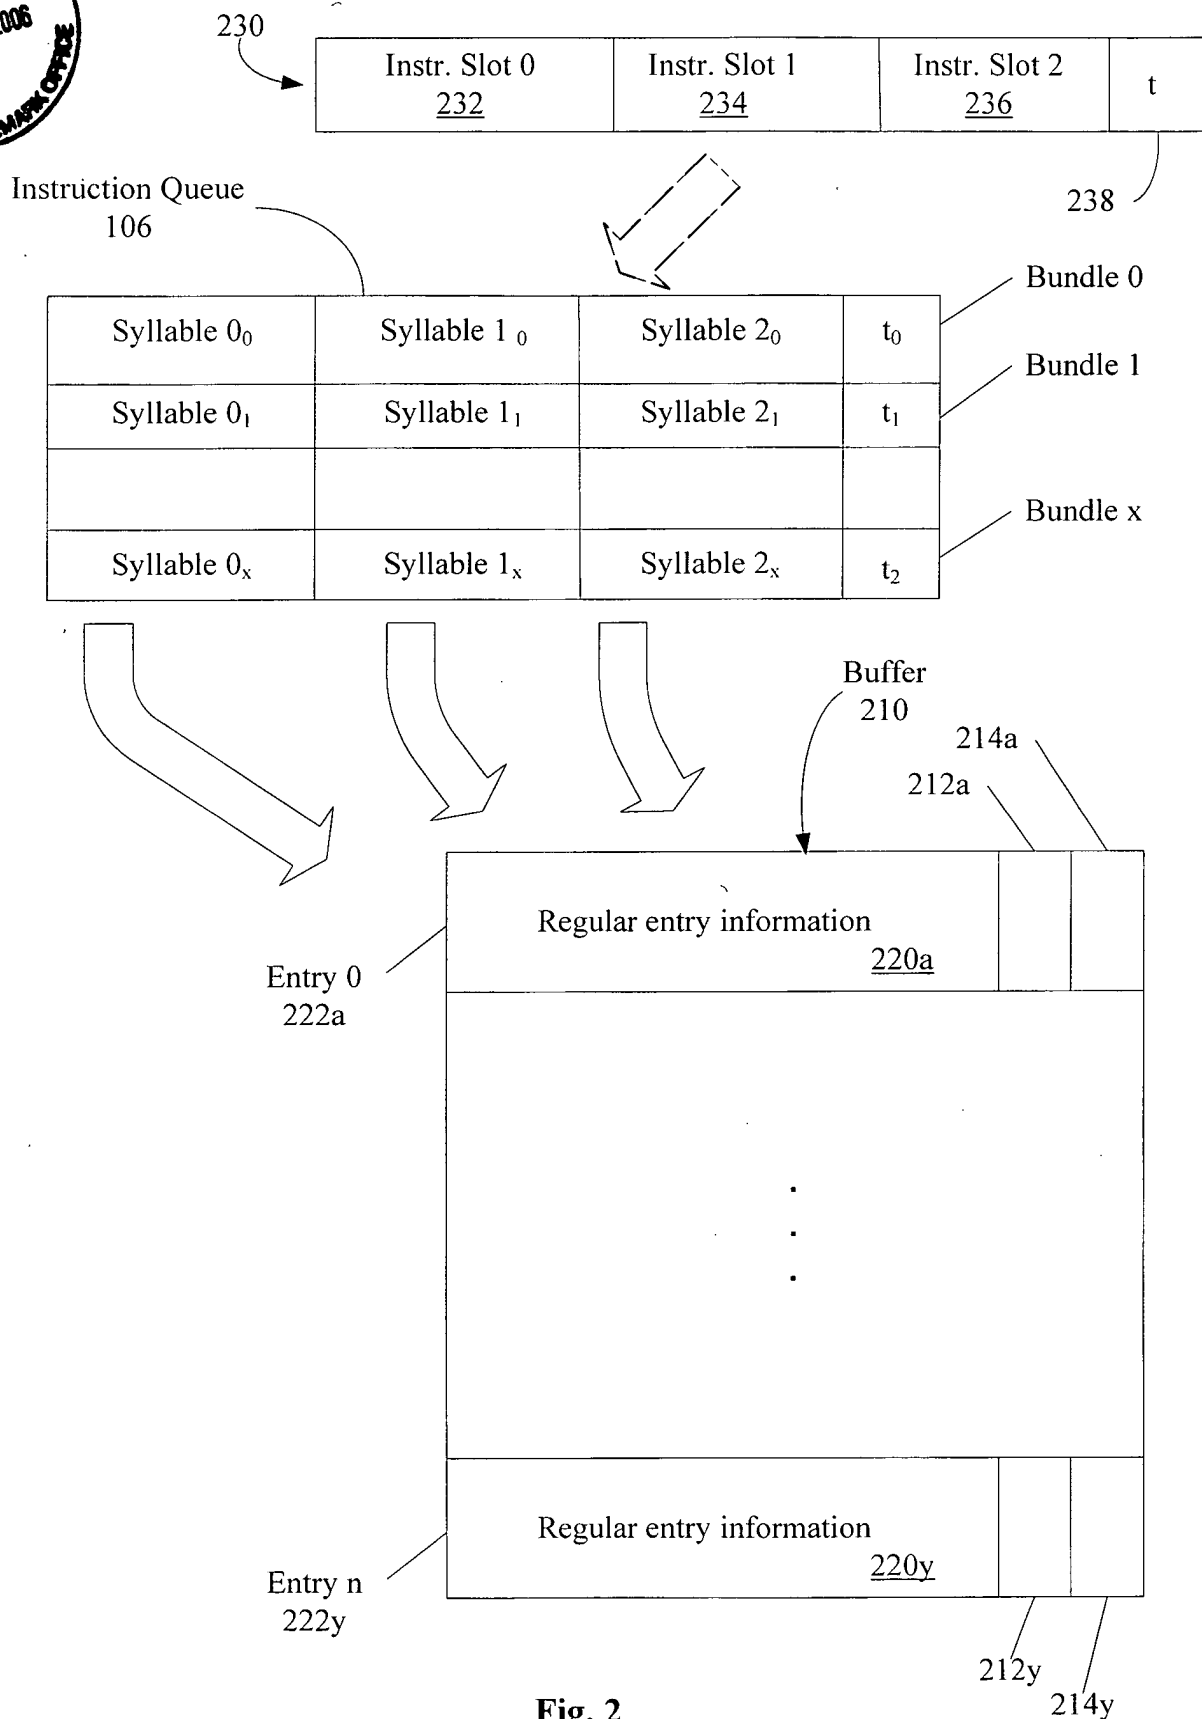 2006
MARK OFFICE
230
Instr. Slot 0
232
Instr. Slot 1
234
Instr. Slot 2
236
t
238
Instruction Queue
106
Bundle 0
Syllable 0₀ Syllable 1 ₀ Syllable 2₀ t₀
Bundle 1
Syllable 0₁ Syllable 1₁ Syllable 2₁ t₁
Bundle x
Syllable 0ₓ Syllable 1ₓ Syllable 2ₓ t₂
Buffer
210
214a
212a
Regular entry information
220a
Entry 0
222a
.
.
.
Regular entry information
220y
Entry n
222y
212y
214y
Fig. 2